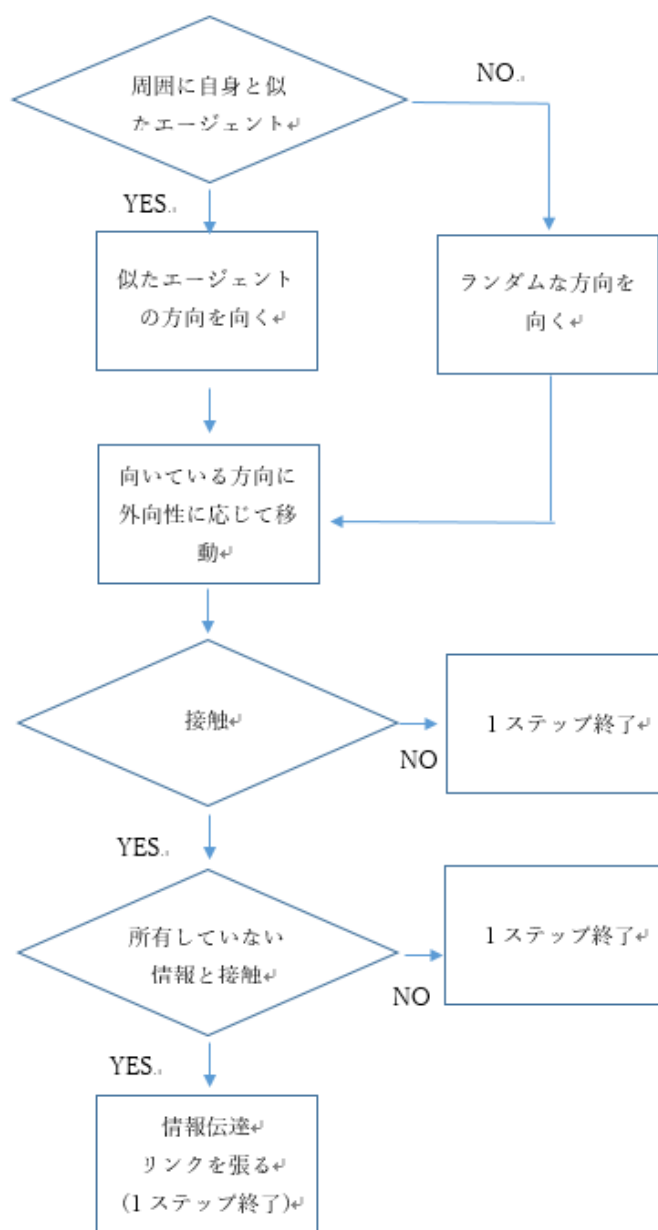 周囲に自身と似
たエージェント↵
NO.
YES.
似たエージェント
の方向を向く↵
ランダムな方向を
向く↵
向いている方向に
外向性に応じて移
動↵
接触↵
NO
1ステップ終了↵
YES.
所有していない
情報と接触↵
NO
1ステップ終了↵
YES.
情報伝達↵
リンクを張る↵
(1ステップ終了)↵